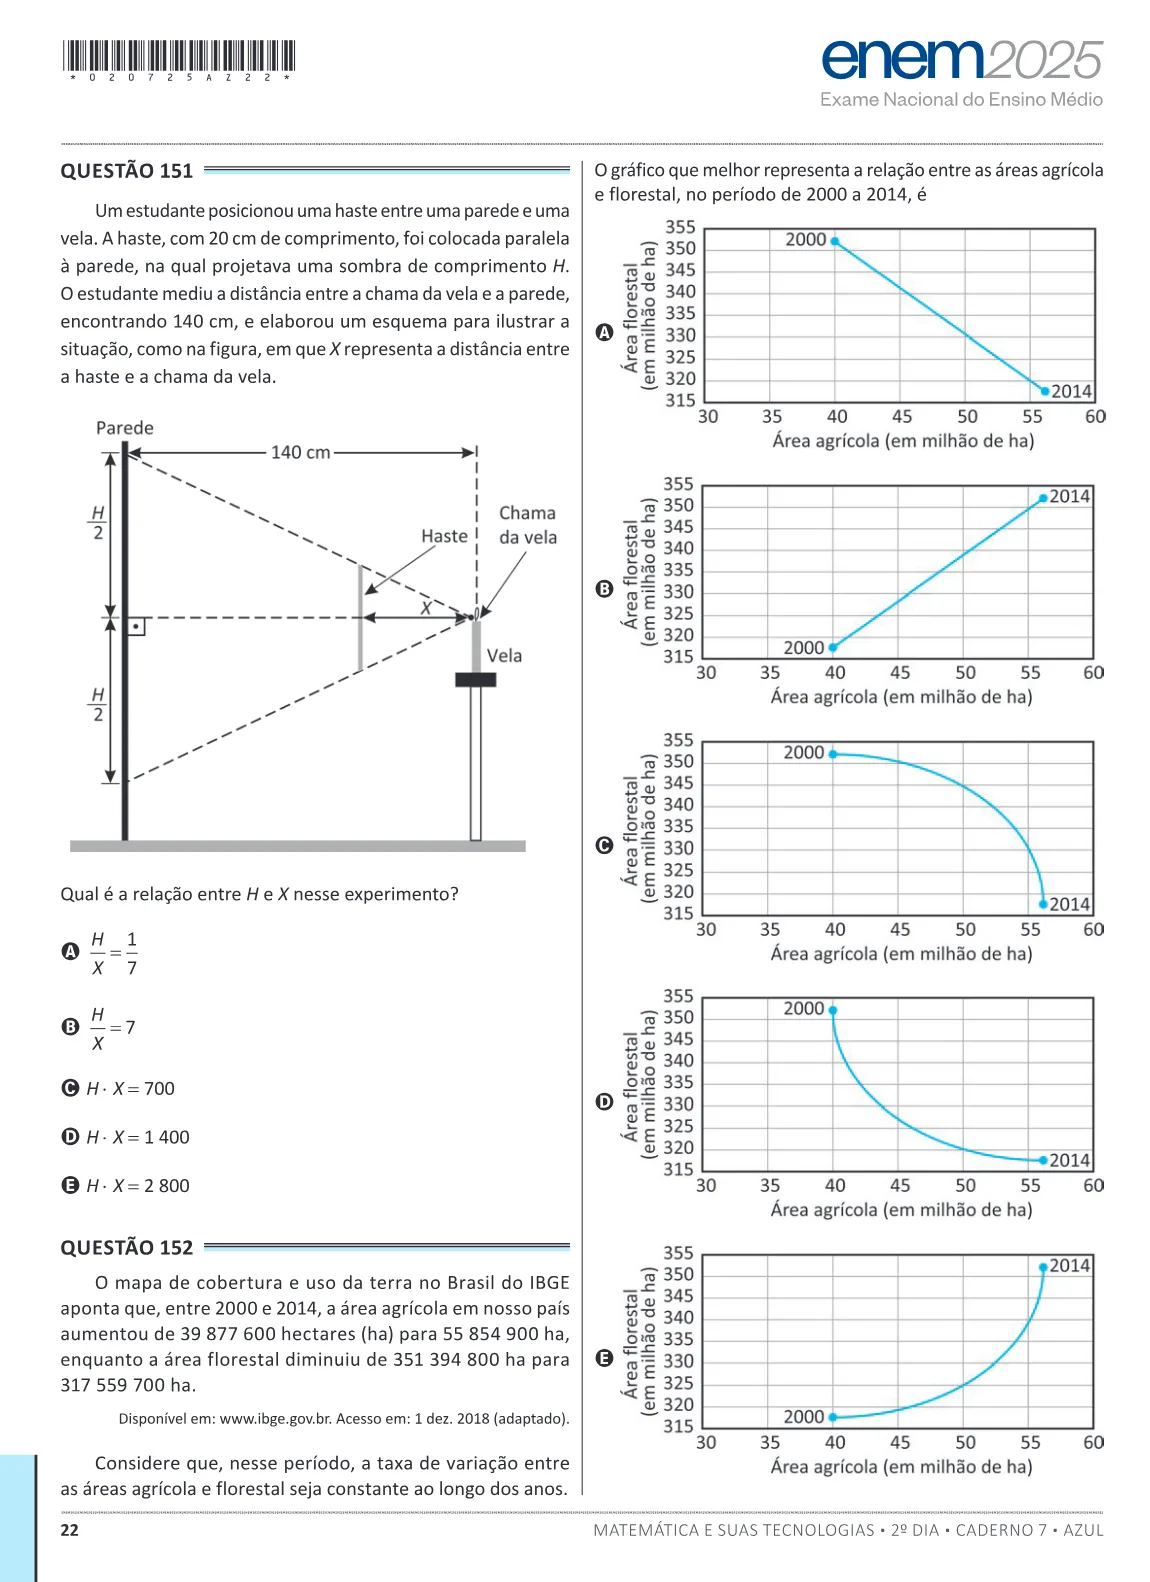 *020725AZ22*
enem2025
Exame Nacional do Ensino Médio
QUESTÃO 151
Um estudante posicionou uma haste entre uma parede e uma
vela. A haste, com 20 cm de comprimento, foi colocada paralela
à parede, na qual projetava uma sombra de comprimento H.
O estudante mediu a distância entre a chama da vela e a parede,
encontrando 140 cm, e elaborou um esquema para ilustrar a
situação, como na figura, em que X representa a distância entre
a haste e a chama da vela.
Parede
140 cm
H
2
Haste
Chama
da vela
X
Vela
H
2
Qual é a relação entre H e X nesse experimento?
A H/X = 1/7
B H/X = 7
C H · X = 700
D H · X = 1 400
E H · X = 2 800
QUESTÃO 152
O mapa de cobertura e uso da terra no Brasil do IBGE
aponta que, entre 2000 e 2014, a área agrícola em nosso país
aumentou de 39 877 600 hectares (ha) para 55 854 900 ha,
enquanto a área florestal diminuiu de 351 394 800 ha para
317 559 700 ha.
Disponível em: www.ibge.gov.br. Acesso em: 1 dez. 2018 (adaptado).
Considere que, nesse período, a taxa de variação entre
as áreas agrícola e florestal seja constante ao longo dos anos.
O gráfico que melhor representa a relação entre as áreas agrícola
e florestal, no período de 2000 a 2014, é
A
Área florestal
(em milhão de ha)
355
350
345
340
335
330
325
320
315
2000
2014
30 35 40 45 50 55 60
Área agrícola (em milhão de ha)
B
Área florestal
(em milhão de ha)
355
350
345
340
335
330
325
320
315
2014
2000
30 35 40 45 50 55 60
Área agrícola (em milhão de ha)
C
Área florestal
(em milhão de ha)
355
350
345
340
335
330
325
320
315
2000
2014
30 35 40 45 50 55 60
Área agrícola (em milhão de ha)
D
Área florestal
(em milhão de ha)
355
350
345
340
335
330
325
320
315
2000
2014
30 35 40 45 50 55 60
Área agrícola (em milhão de ha)
E
Área florestal
(em milhão de ha)
355
350
345
340
335
330
325
320
315
2014
2000
30 35 40 45 50 55 60
Área agrícola (em milhão de ha)
22
MATEMÁTICA E SUAS TECNOLOGIAS • 2º DIA • CADERNO 7 • AZUL